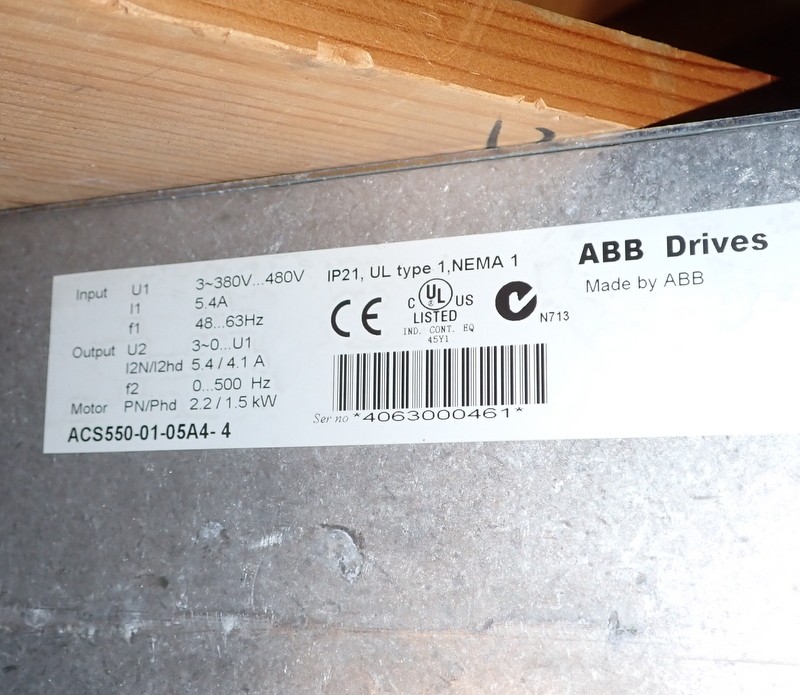 Input U1 3~380V...480V
I1 5.4A
f1 48...63Hz
Output U2 3~0...U1
I2N/I2hd 5.4 / 4.1 A
f2 0...500 Hz
Motor PN/Phd 2.2 / 1.5 kW
ACS550-01-05A4- 4
IP21, UL type 1,NEMA 1
CE
C UL US
LISTED
IND. CONT. EQ
45Y1
N713
Ser no *4063000461*
ABB Drives
Made by ABB